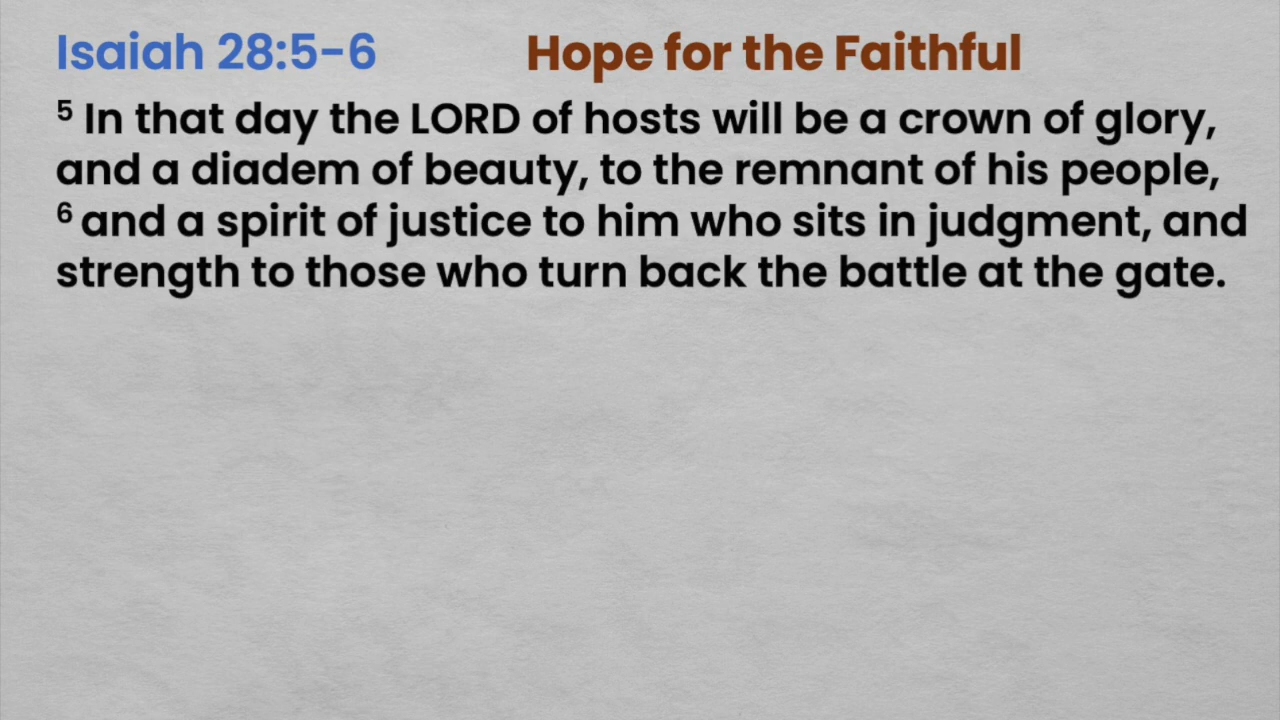 Isaiah 28:5-6 Hope for the Faithful
5 In that day the LORD of hosts will be a crown of glory,
and a diadem of beauty, to the remnant of his people,
6 and a spirit of justice to him who sits in judgment, and
strength to those who turn back the battle at the gate.